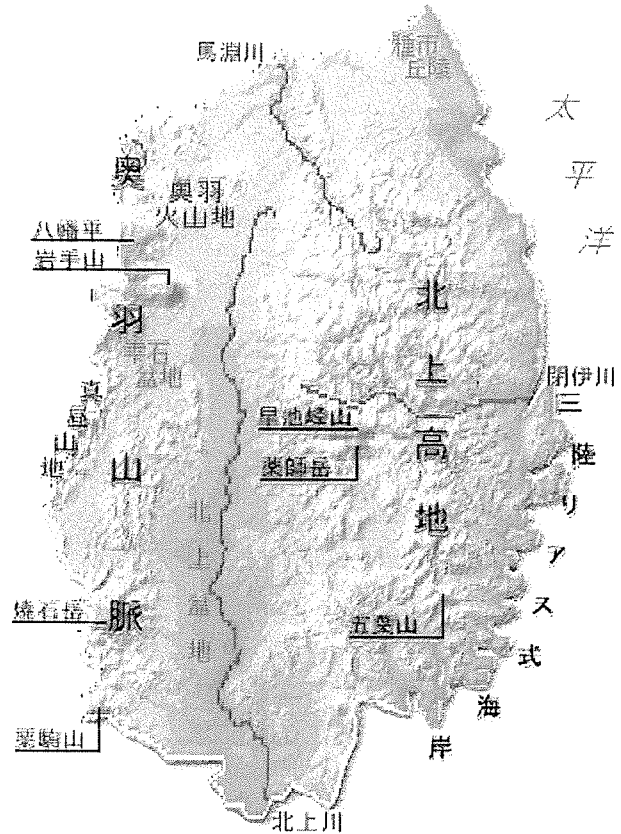 馬淵川
種市
丘陵
太平洋
奥羽山脈
奥羽
火山地
八幡平
岩手山
雫石
盆地
真昼山地
北上高地
閉伊川
三陸リアス式海岸
早池峰山
薬師岳
北上盆地
焼石岳
五葉山
栗駒山
北上川